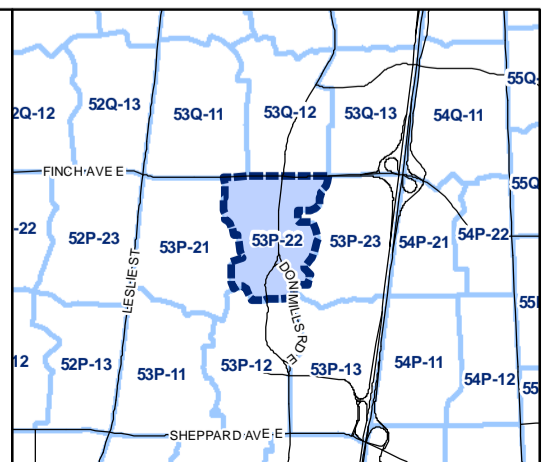 55Q-
52Q-13
53Q-11
53Q-12
53Q-13
54Q-11
2Q-12
FINCH AVE E
55Q
-22
52P-23
53P-21
53P-22
53P-23
54P-21
54P-22
LESLIE ST
DON MILLS RD E
55
12
52P-13
53P-11
53P-12
53P-13
54P-11
54P-12
55
SHEPPARD AVE E